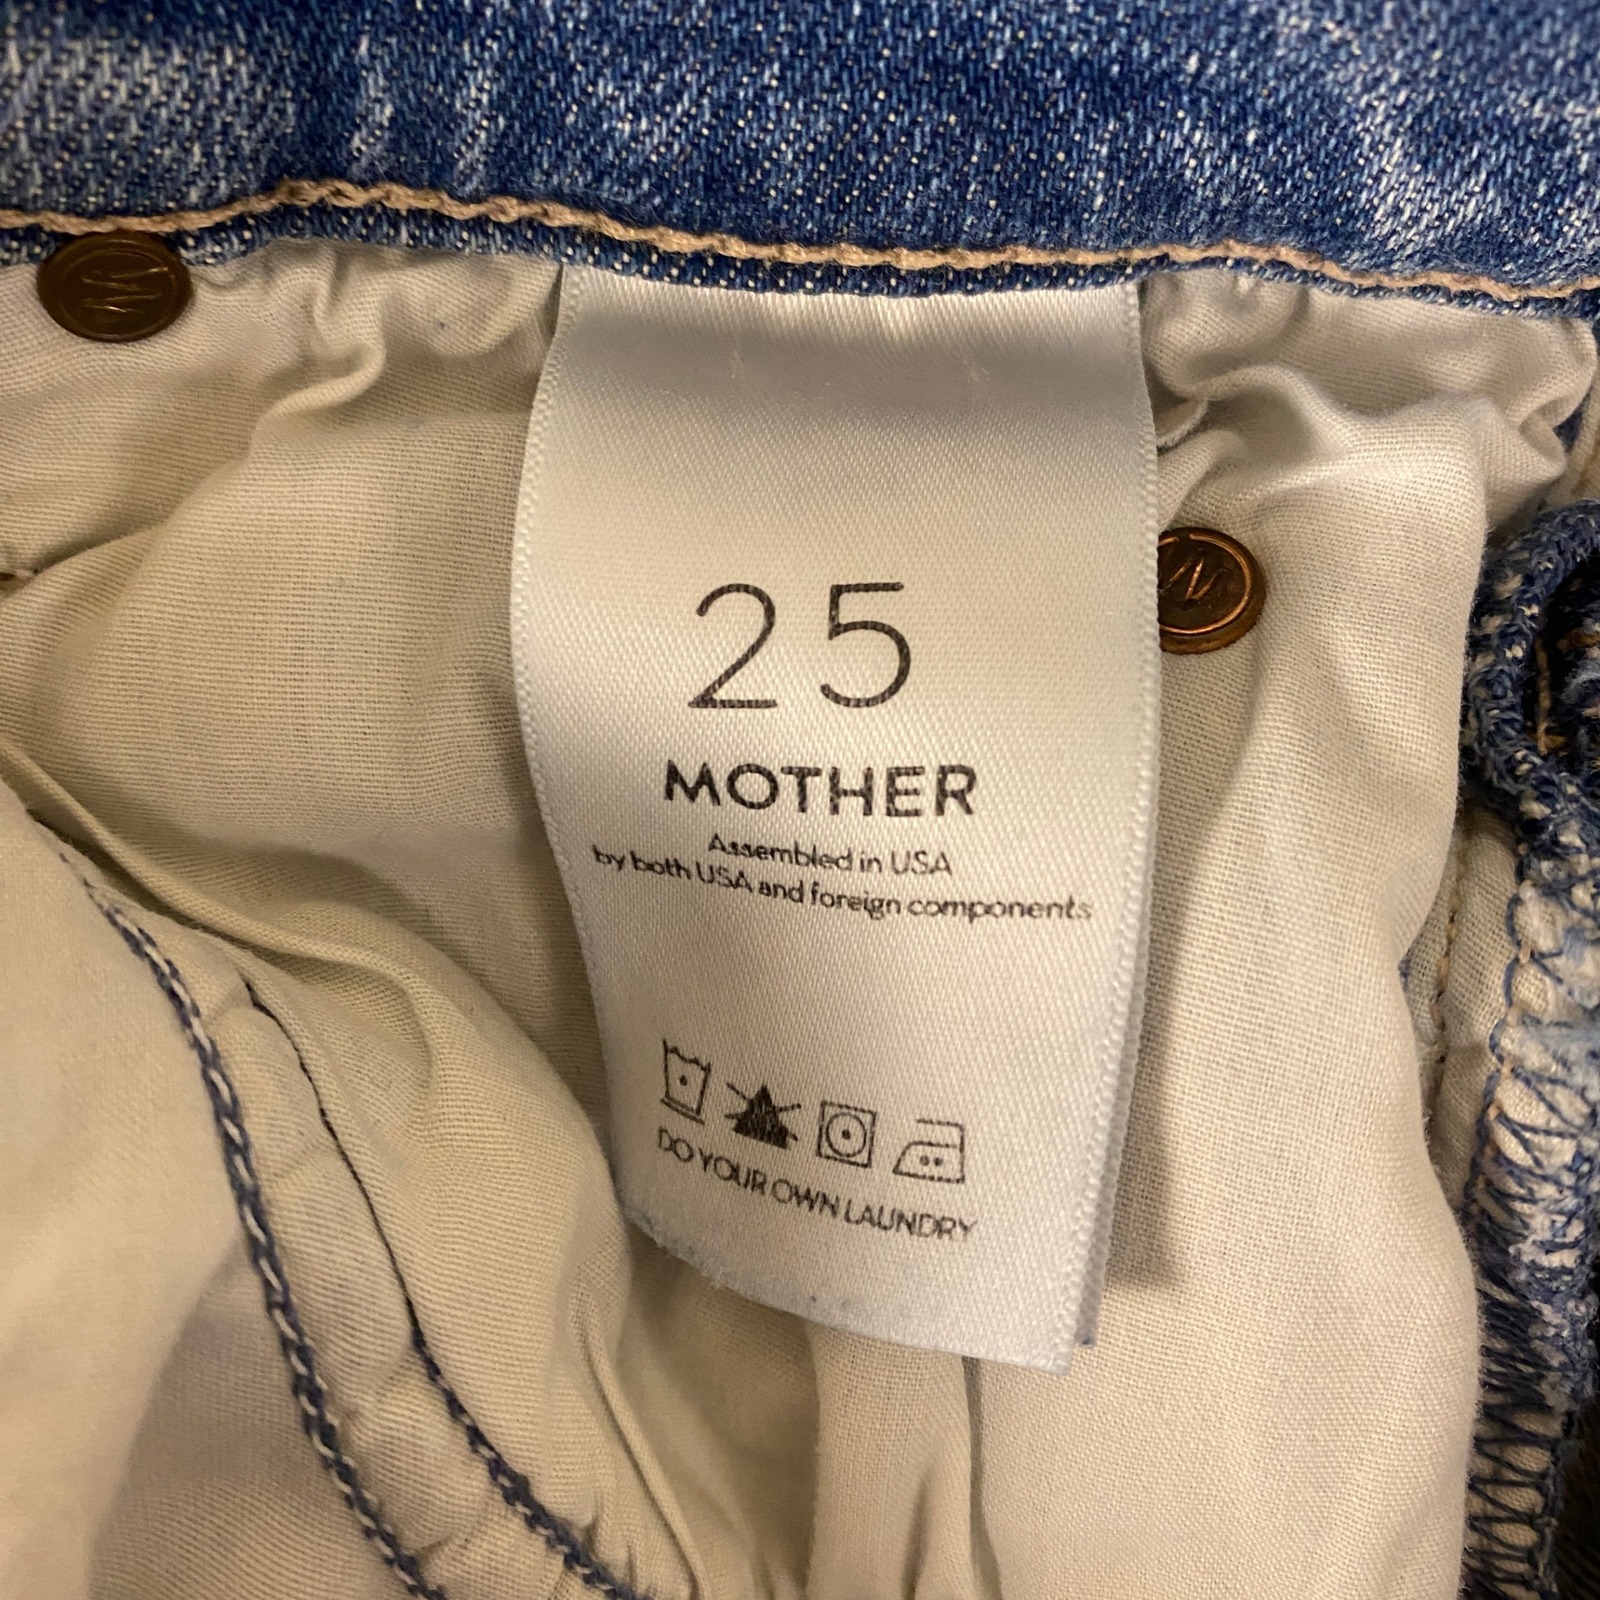 25
MOTHER
Assembled in USA
by both USA and foreign components
DO YOUR OWN LAUNDRY